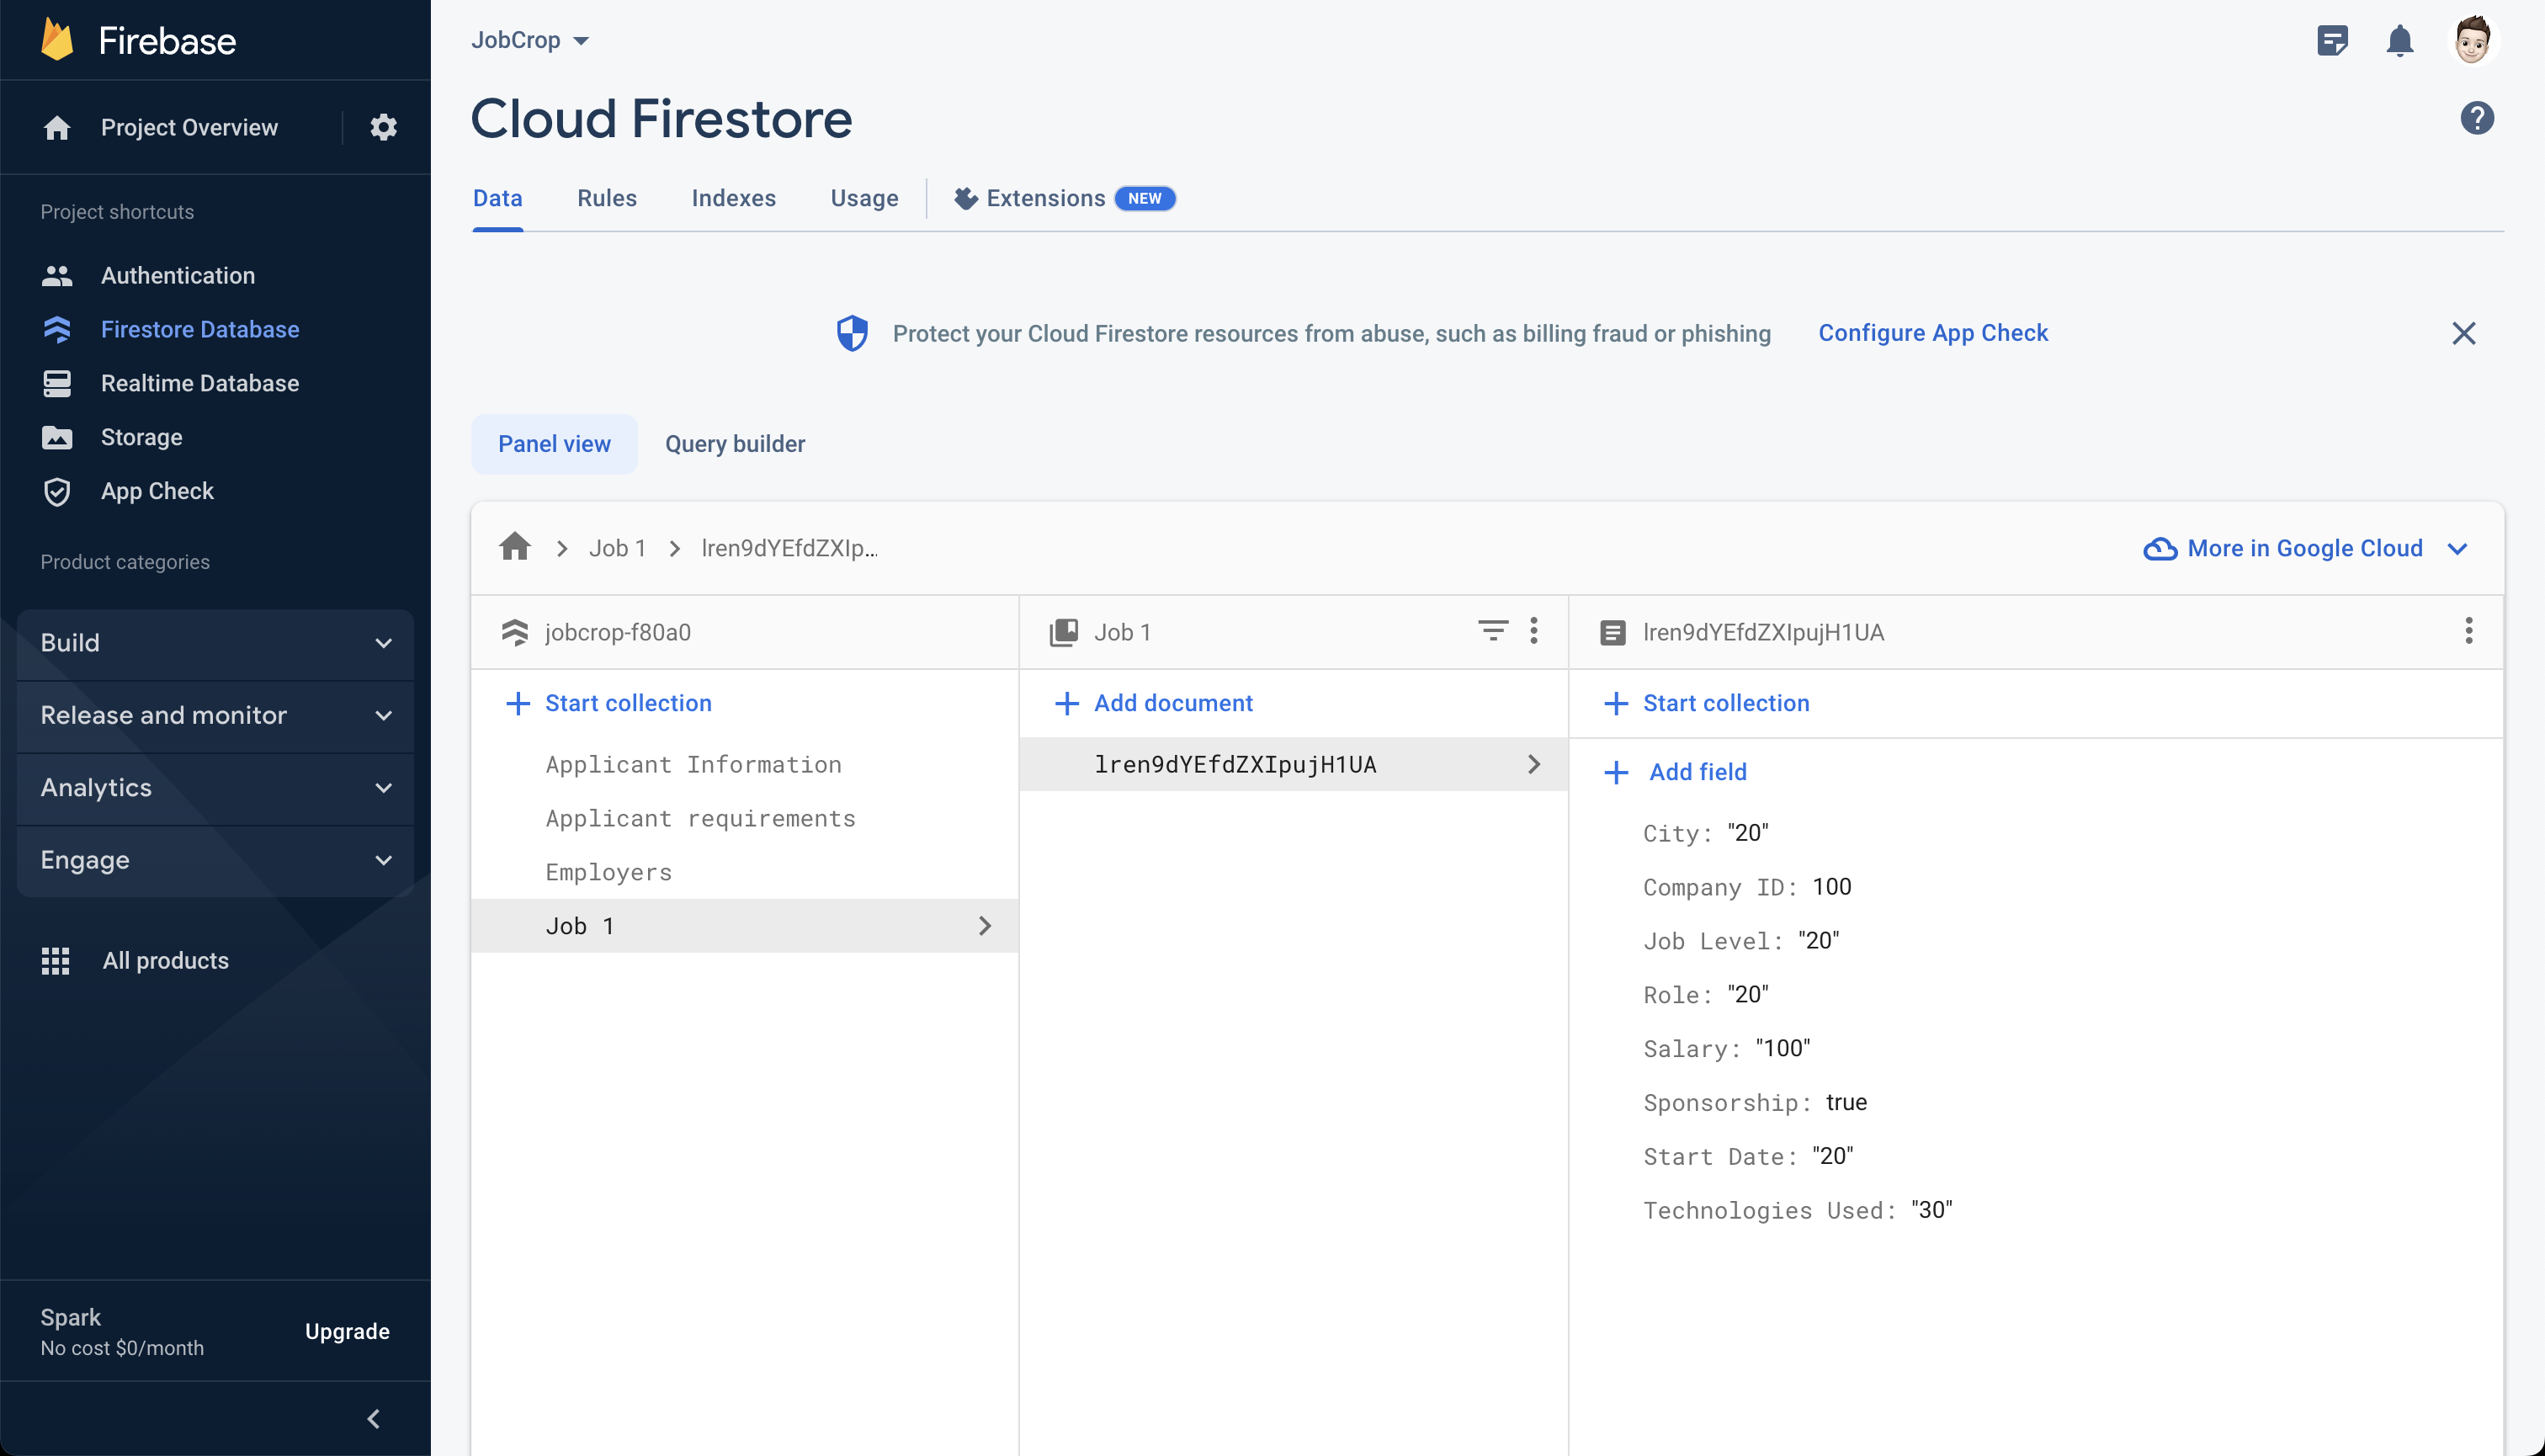 Firebase
Project Overview
Project shortcuts
Authentication
Firestore Database
Realtime Database
Storage
App Check
Product categories
Build
Release and monitor
Analytics
Engage
All products
Spark
No cost $0/month
Upgrade
JobCrop
Cloud Firestore
Data Rules Indexes Usage Extensions NEW
Protect your Cloud Firestore resources from abuse, such as billing fraud or phishing Configure App Check
Panel view Query builder
Job 1 lren9dYEfdZXIp...
More in Google Cloud
jobcrop-f80a0
Start collection
Applicant Information
Applicant requirements
Employers
Job 1
Job 1
Add document
lren9dYEfdZXIpujH1UA
lren9dYEfdZXIpujH1UA
Start collection
Add field
City: "20"
Company ID: 100
Job Level: "20"
Role: "20"
Salary: "100"
Sponsorship: true
Start Date: "20"
Technologies Used: "30"